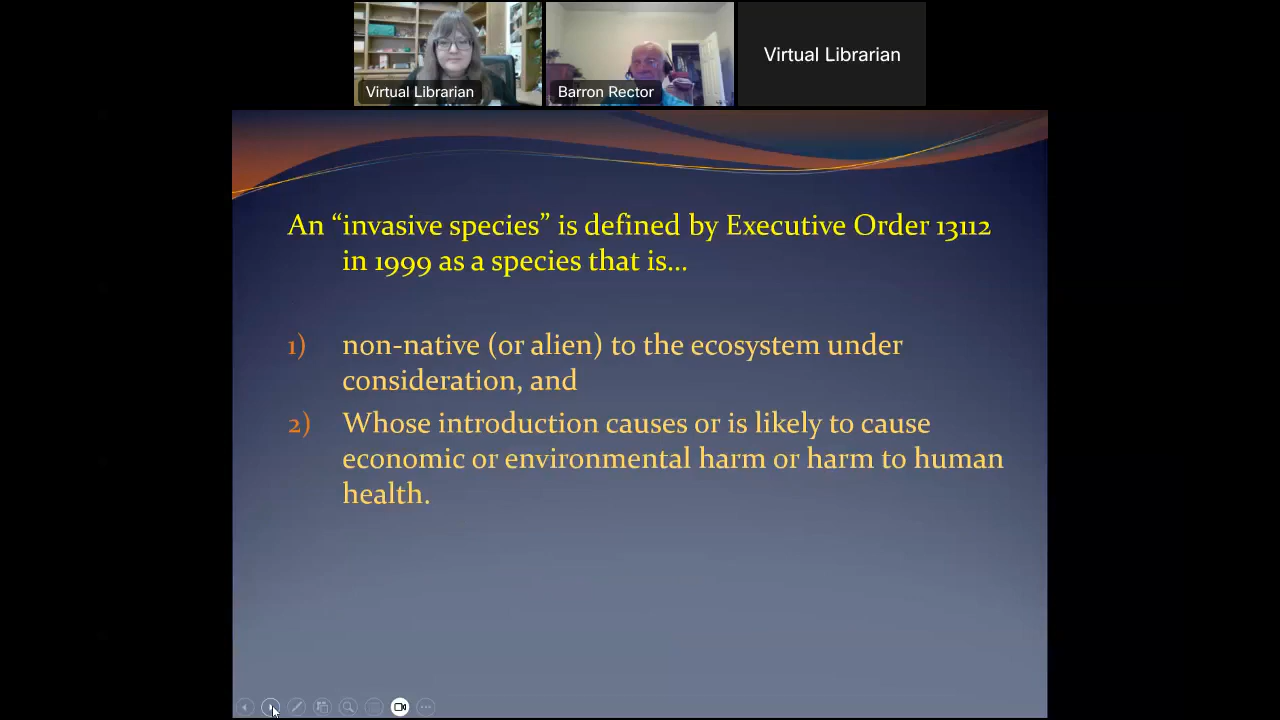 Virtual Librarian
Barron Rector
Virtual Librarian
An “invasive species” is defined by Executive Order 13112
in 1999 as a species that is...
1) non-native (or alien) to the ecosystem under
consideration, and
2) Whose introduction causes or is likely to cause
economic or environmental harm or harm to human
health.